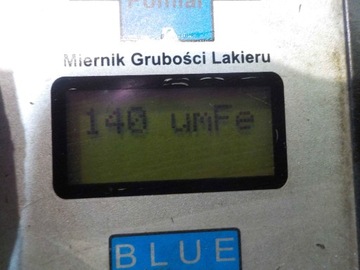 Miernik Grubości Lakieru
140 umFe
BLUE